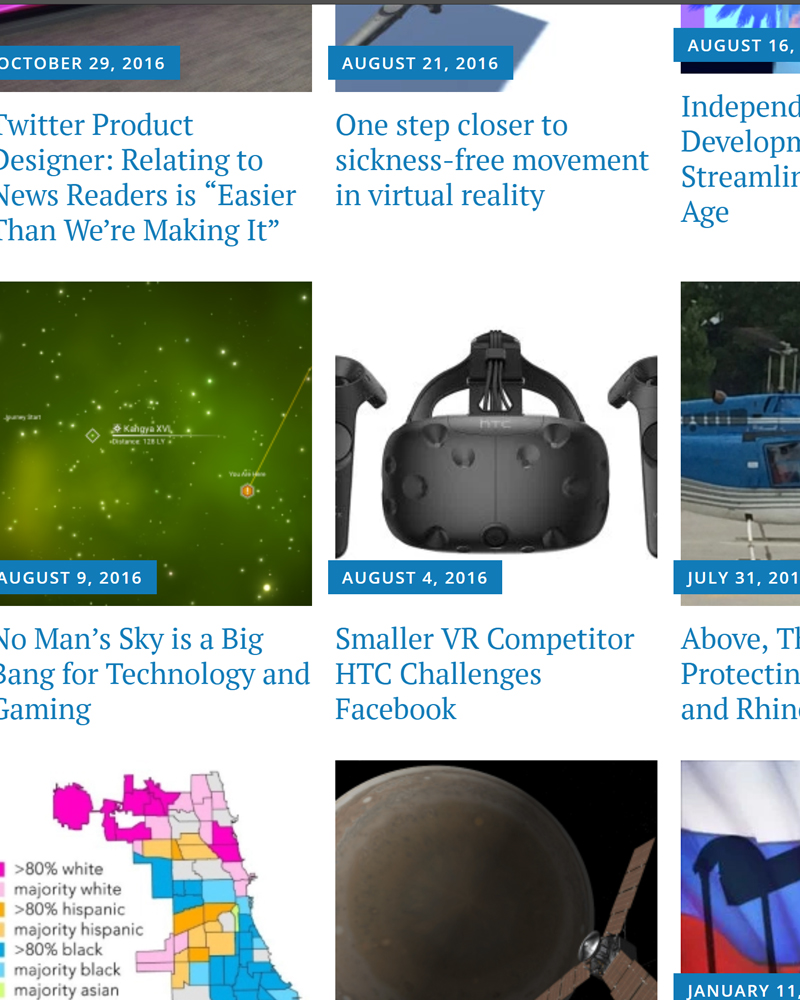 OCTOBER 29, 2016
Twitter Product
Designer: Relating to
News Readers is “Easier
Than We’re Making It”
AUGUST 21, 2016
One step closer to
sickness-free movement
in virtual reality
AUGUST 16,
Independ
Developm
Streamlin
Age
Journey Start
Kahgya XVI
Distance: 128 LY
You Are Here
AUGUST 9, 2016
No Man’s Sky is a Big
Bang for Technology and
Gaming
hTC
AUGUST 4, 2016
Smaller VR Competitor
HTC Challenges
Facebook
JULY 31, 201
Above, Th
Protectin
and Rhino
>80% white
majority white
>80% hispanic
majority hispanic
>80% black
majority black
majority asian
JANUARY 11,